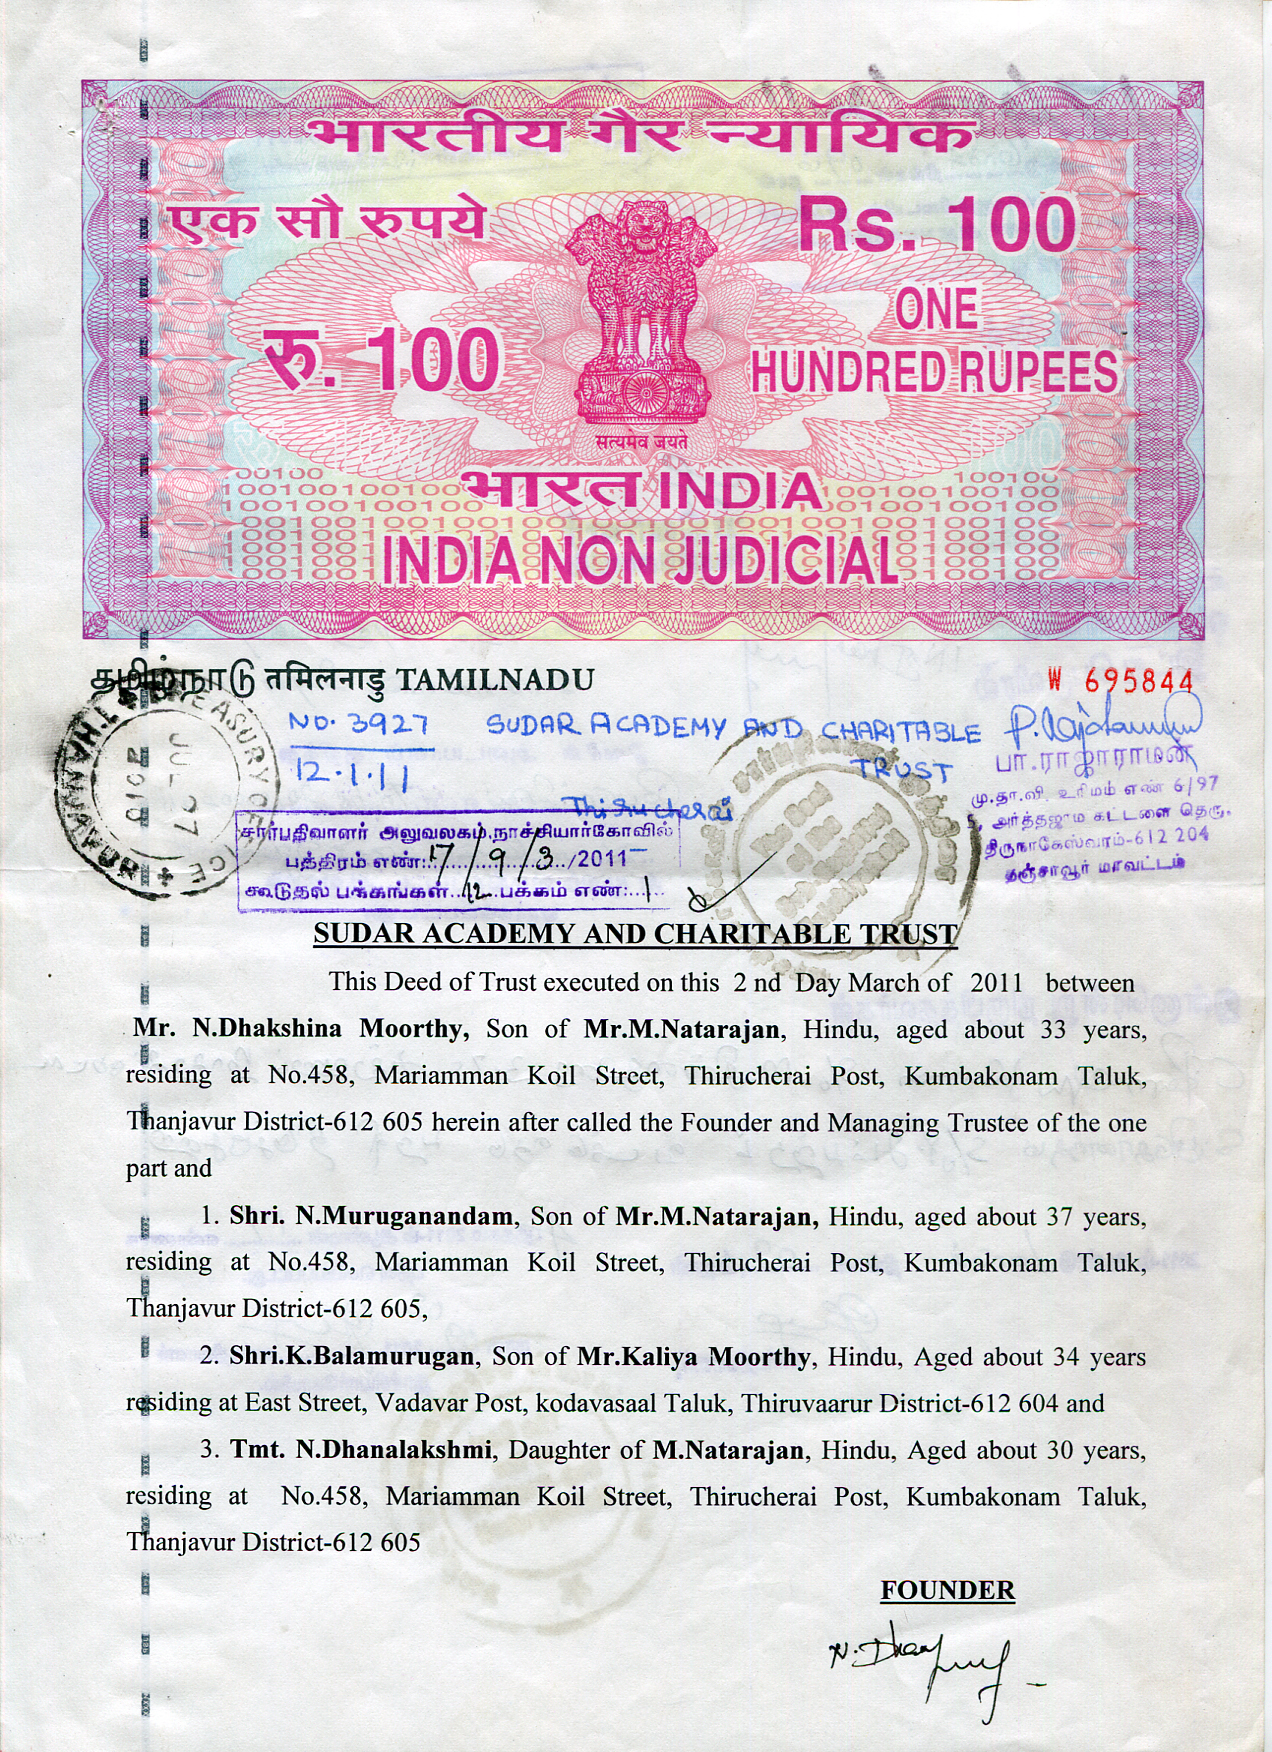 भारतीय गैर न्यायिक
एक सौ रुपये
Rs. 100
रु. 100
ONE
HUNDRED RUPEES
सत्यमेव जयते
भारत INDIA
INDIA NON JUDICIAL
தமிழ்நாடு तमिलनाडु TAMILNADU
W 695844
NO. 3927 SUDAR ACADEMY AND CHARITABLE
TRUST
12.1.11
Thirucherai
பா.ராஜாராமன்
மு.தா.வி. உரிமம் எண் 6/97
5, அர்த்தஜாம கட்டளை தெரு,
திருநாகேஸ்வரம்-612 204
தஞ்சாவூர் மாவட்டம்
சார்பதிவாளர் அலுவலகம்,நாச்சியார்கோவில்
பத்திரம் எண்:17/9/3/2011
கூடுதல் பக்கங்கள்..12..பக்கம் எண்:..1..
SUDAR ACADEMY AND CHARITABLE TRUST
This Deed of Trust executed on this 2 nd Day March of 2011 between
Mr. N.Dhakshina Moorthy, Son of Mr.M.Natarajan, Hindu, aged about 33 years,
residing at No.458, Mariamman Koil Street, Thirucherai Post, Kumbakonam Taluk,
Thanjavur District-612 605 herein after called the Founder and Managing Trustee of the one
part and
1. Shri. N.Muruganandam, Son of Mr.M.Natarajan, Hindu, aged about 37 years,
residing at No.458, Mariamman Koil Street, Thirucherai Post, Kumbakonam Taluk,
Thanjavur District-612 605,
2. Shri.K.Balamurugan, Son of Mr.Kaliya Moorthy, Hindu, Aged about 34 years
residing at East Street, Vadavar Post, kodavasaal Taluk, Thiruvaarur District-612 604 and
3. Tmt. N.Dhanalakshmi, Daughter of M.Natarajan, Hindu, Aged about 30 years,
residing at No.458, Mariamman Koil Street, Thirucherai Post, Kumbakonam Taluk,
Thanjavur District-612 605
FOUNDER